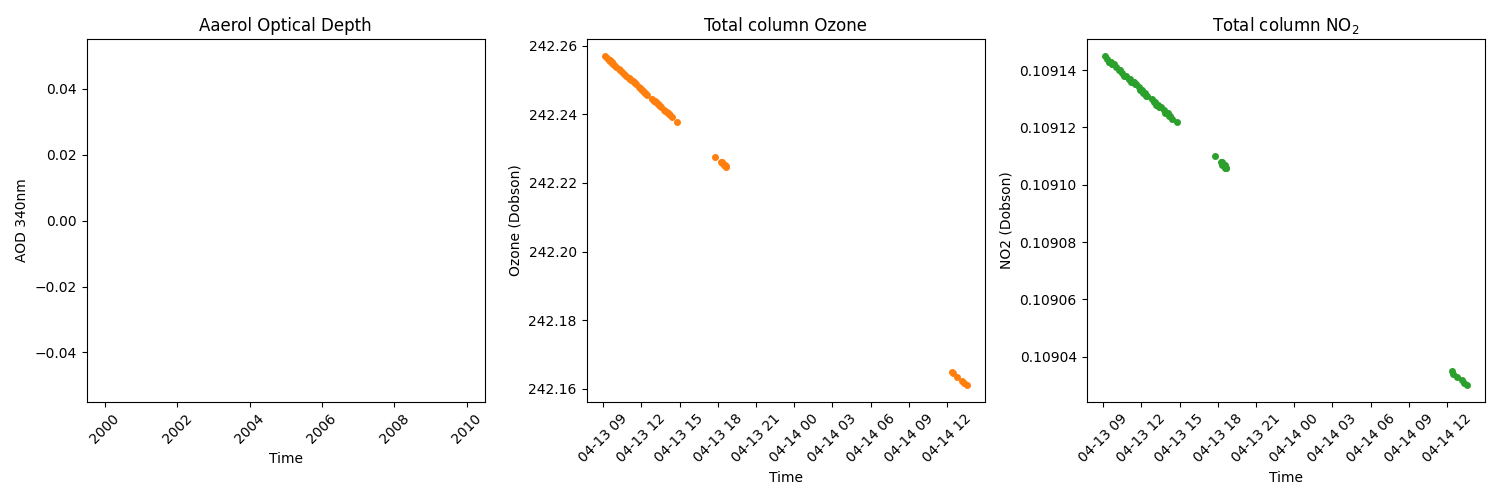 Aaerol Optical Depth
AOD 340nm
0.04
0.02
0.00
−0.02
−0.04
2000 2002 2004 2006 2008 2010
Time
Total column Ozone
Ozone (Dobson)
242.26
242.24
242.22
242.20
242.18
242.16
04-13 09 04-13 12 04-13 15 04-13 18 04-13 21 04-14 00 04-14 03 04-14 06 04-14 09 04-14 12
Time
Total column NO₂
NO2 (Dobson)
0.10914
0.10912
0.10910
0.10908
0.10906
0.10904
04-13 09 04-13 12 04-13 15 04-13 18 04-13 21 04-14 00 04-14 03 04-14 06 04-14 09 04-14 12
Time